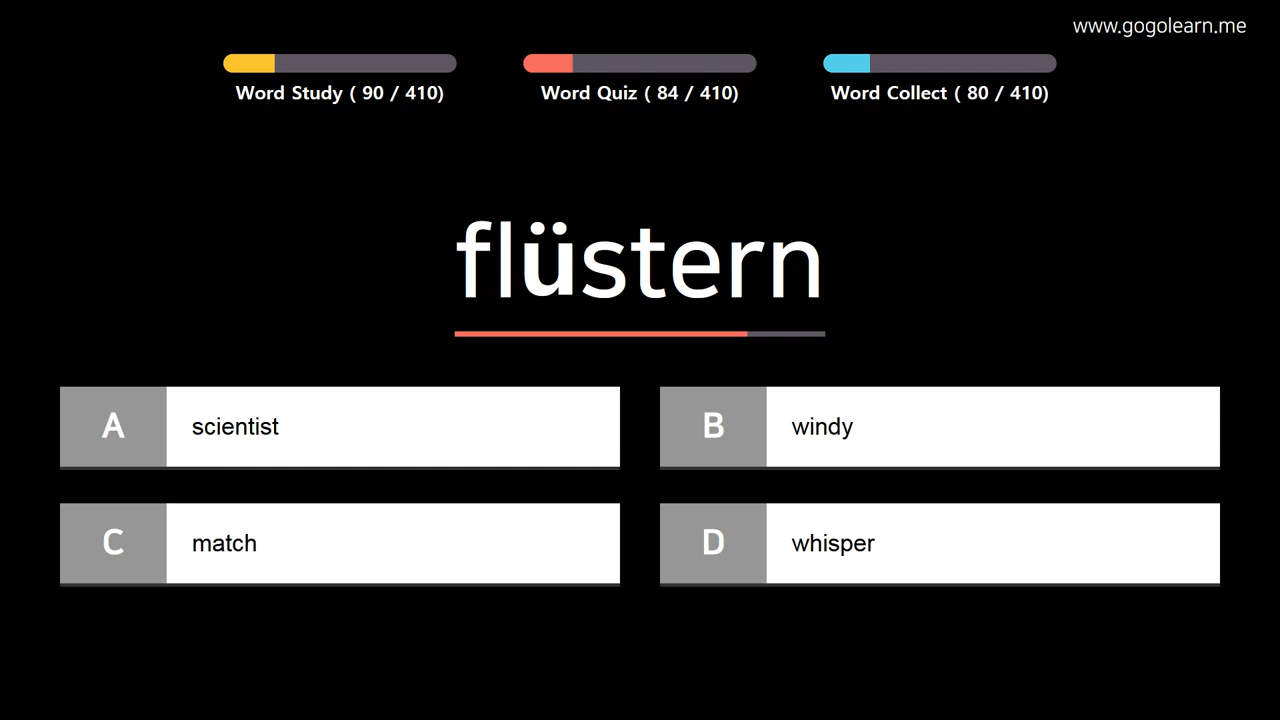 www.gogolearn.me
Word Study ( 90 / 410)
Word Quiz ( 84 / 410)
Word Collect ( 80 / 410)
flüstern
A scientist
B windy
C match
D whisper